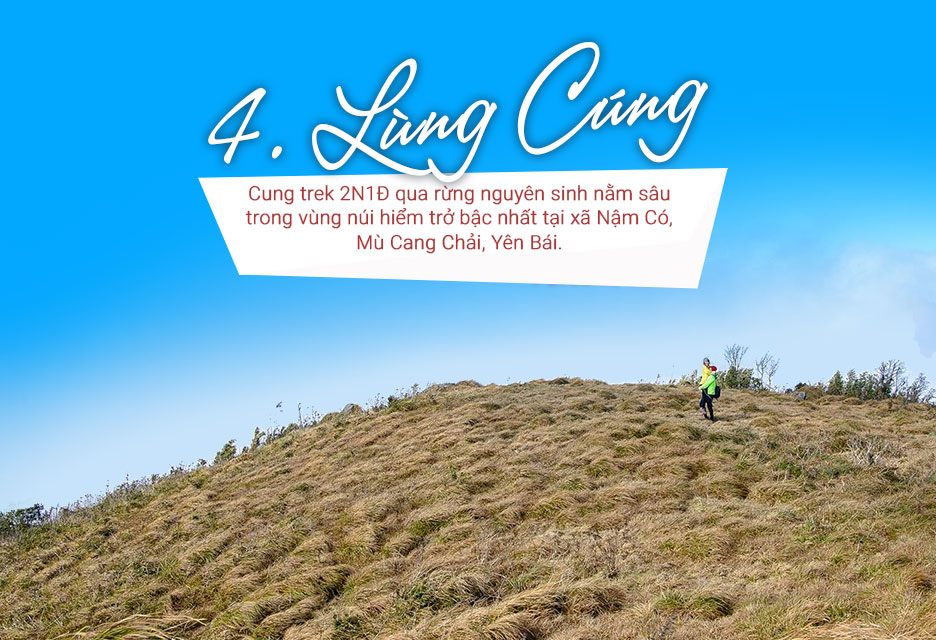 4. Lùng Cúng
Cung trek 2N1Đ qua rừng nguyên sinh nằm sâu
trong vùng núi hiểm trở bậc nhất tại xã Nậm Có,
Mù Cang Chải, Yên Bái.